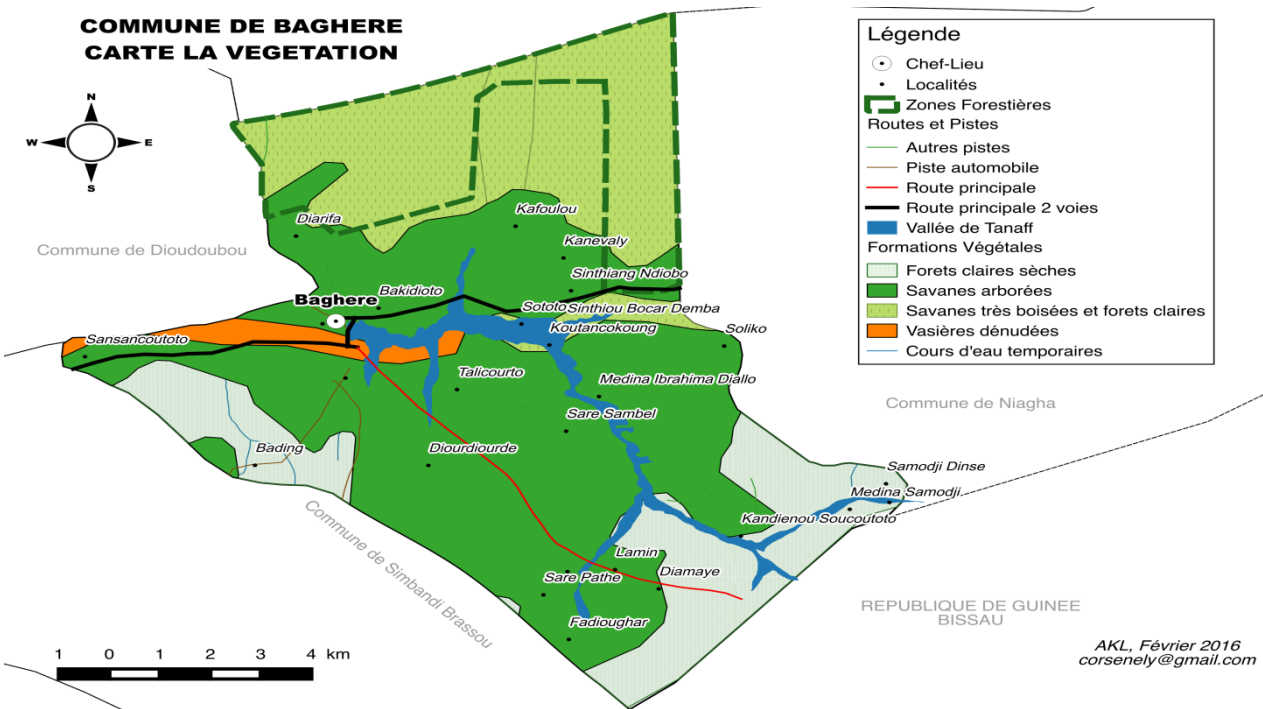 COMMUNE DE BAGHERE
CARTE LA VEGETATION
N
W
E
S
Légende
Chef-Lieu
Localités
Zones Forestières
Routes et Pistes
Autres pistes
Piste automobile
Route principale
Route principale 2 voies
Vallée de Tanaff
Formations Végétales
Forets claires sèches
Savanes arborées
Savanes très boisées et forets claires
Vasières dénudées
Cours d'eau temporaires
Commune de Dioudoubou
Diarifa
Kafoulou
Kanevaly
Sinthiang Ndiobo
Bakidioto
Baghere
Sototo
Sinthiou Bocar Demba
Koutancokoung
Soliko
Sansancoutoto
Talicourto
Medina Ibrahima Diallo
Commune de Niagha
Sare Sambel
Bading
Diourdiourde
Samodji Dinse
Medina Samodji
Kandienou Soucoutoto
Commune de Simbandi Brassou
Lamin
Sare Pathe
Diamaye
Fadioughar
REPUBLIQUE DE GUINEE
BISSAU
1 0 1 2 3 4 km
AKL, Février 2016
corsenely@gmail.com